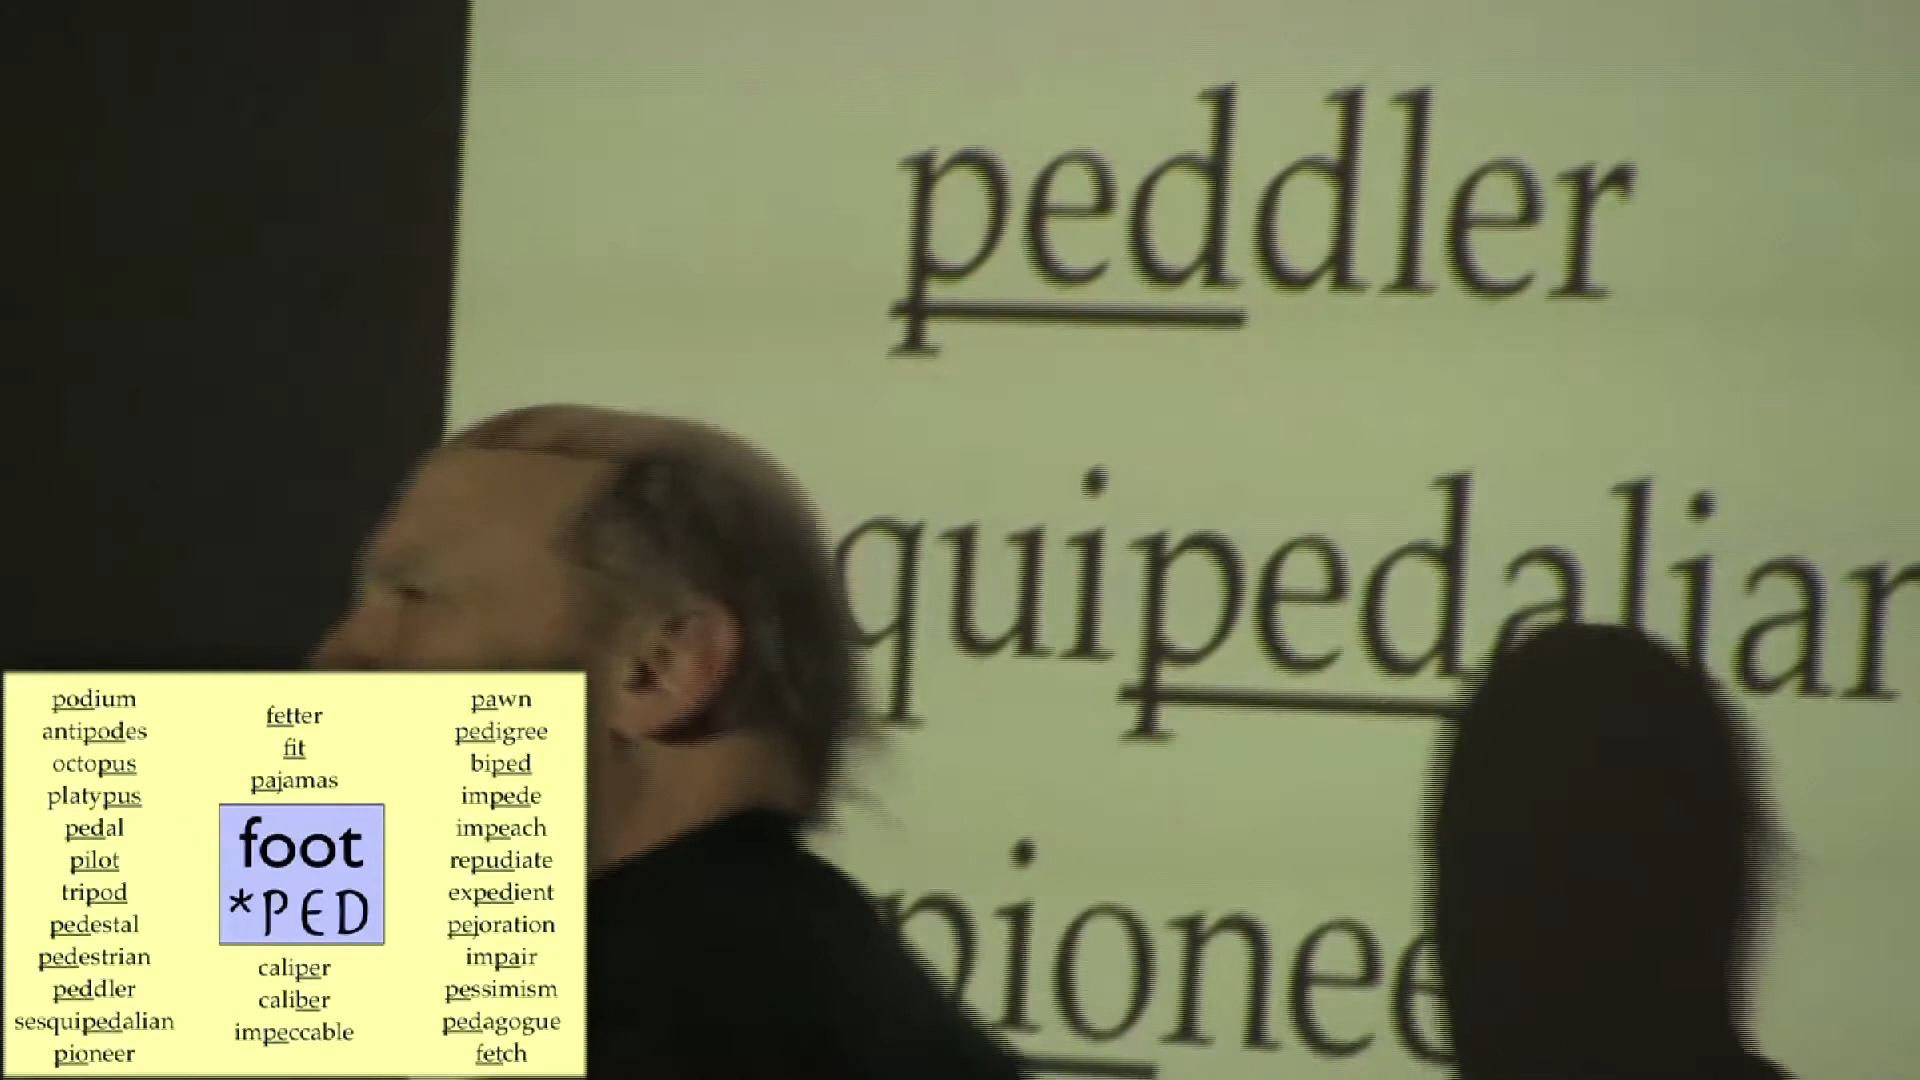 peddler
quipedalian
pionee
podium
antipodes
octopus
platypus
pedal
pilot
tripod
pedestal
pedestrian
peddler
sesquipedalian
pioneer
fetter
fit
pajamas
foot
*PED
caliper
caliber
impeccable
pawn
pedigree
biped
impede
impeach
repudiate
expedient
pejoration
impair
pessimism
pedagogue
fetch